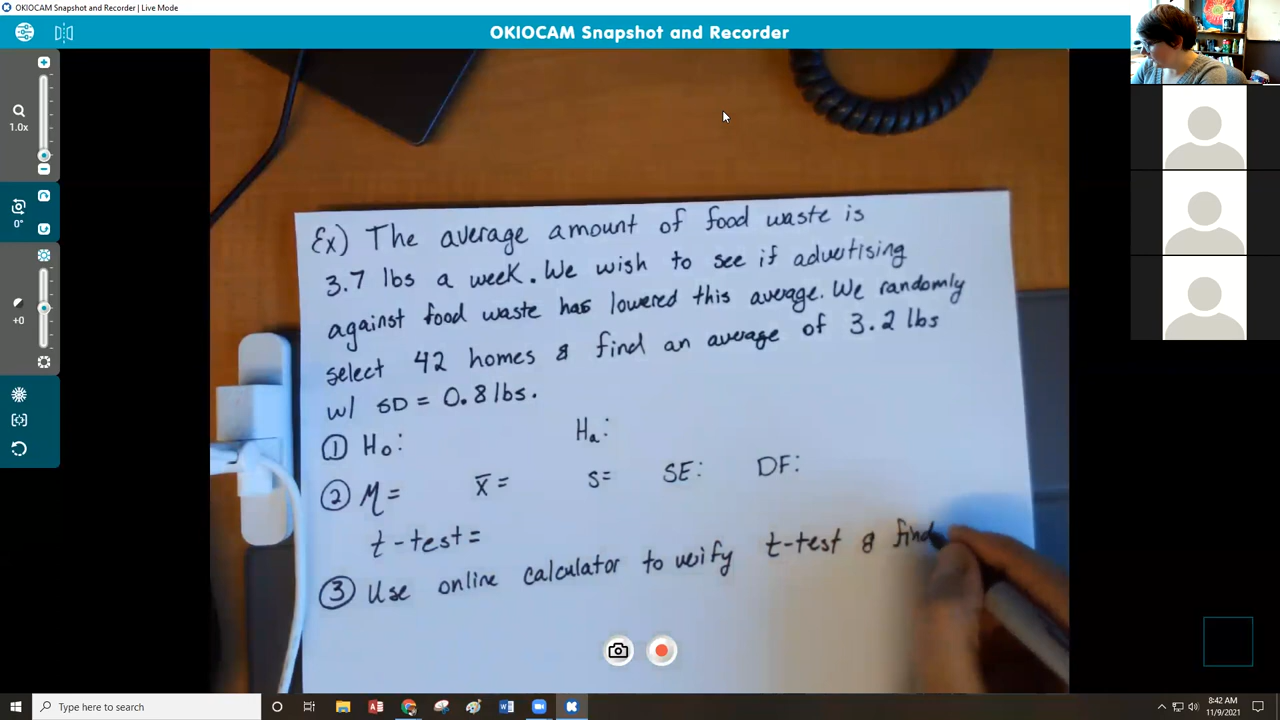 OKIOCAM Snapshot and Recorder | Live Mode
OKIOCAM Snapshot and Recorder
1.0x
0°
+0
Ex) The average amount of food waste is
3.7 lbs a week. We wish to see if advertising
against food waste has lowered this average. We randomly
select 42 homes & find an average of 3.2 lbs
w/ SD = 0.8 lbs.
① H₀: Hₐ:
② M = x̄ = s = SE: DF:
t-test =
③ Use online calculator to verify t-test & find
Type here to search
8:42 AM
11/9/2021